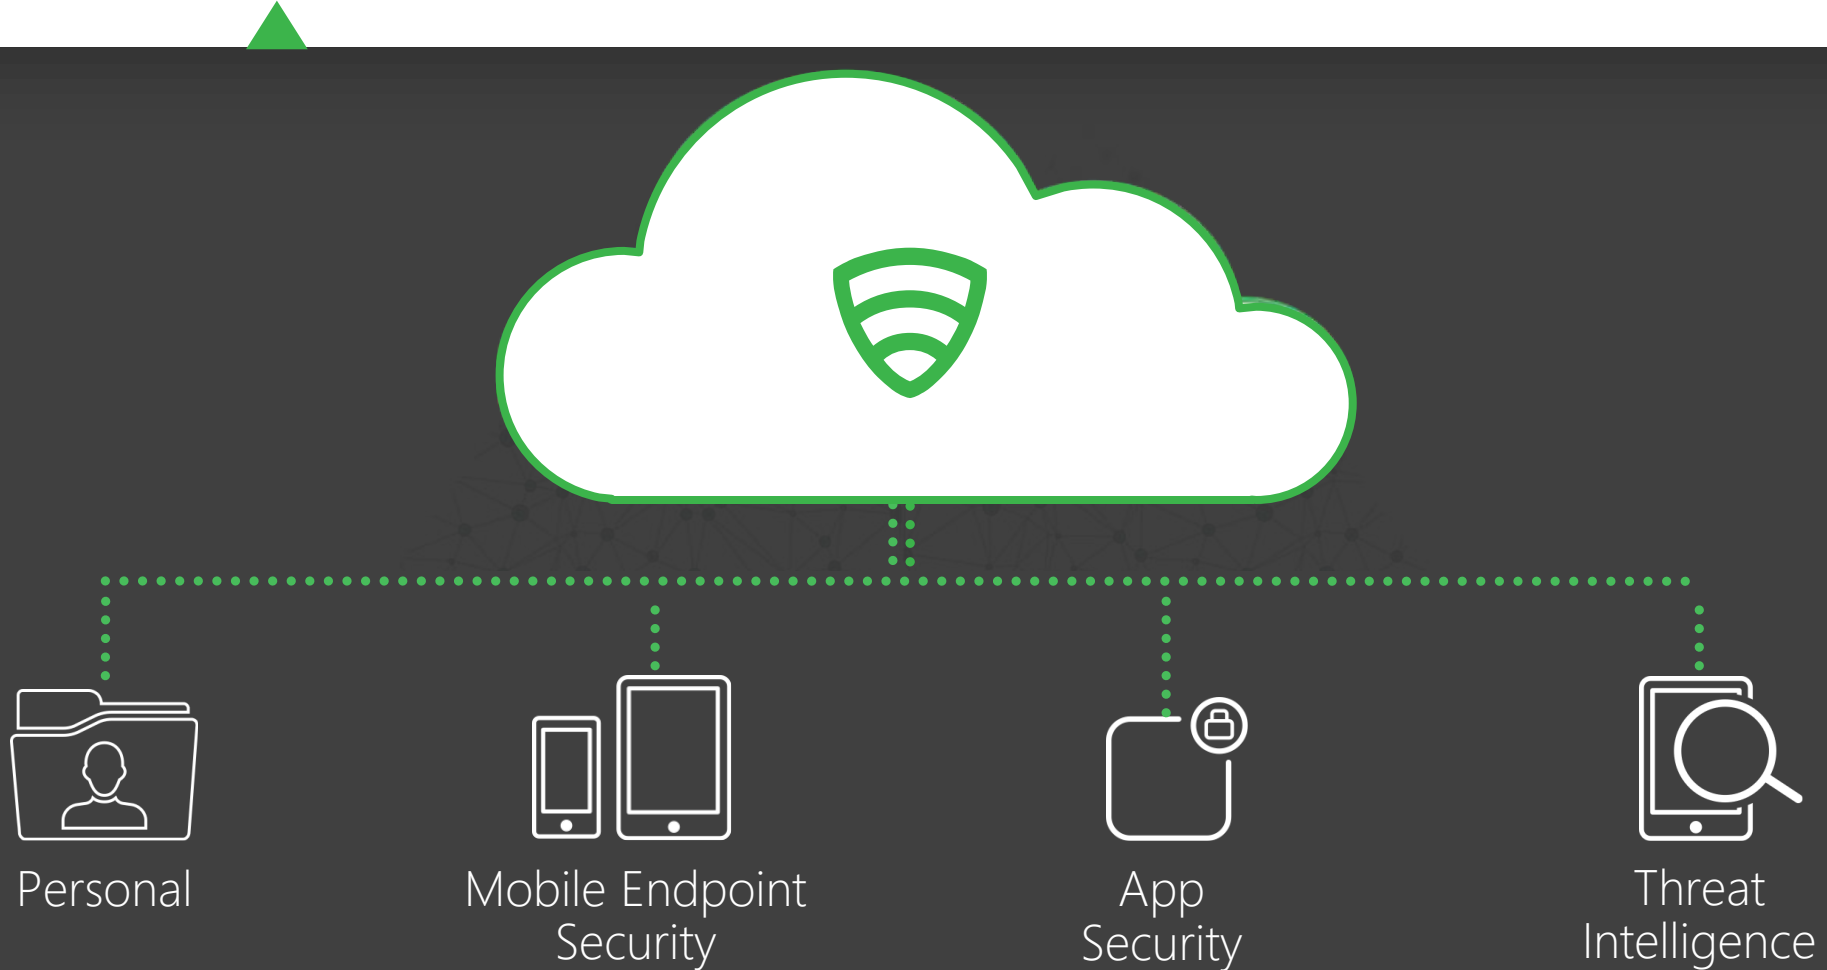 Personal
Mobile Endpoint
Security
App
Security
Threat
Intelligence